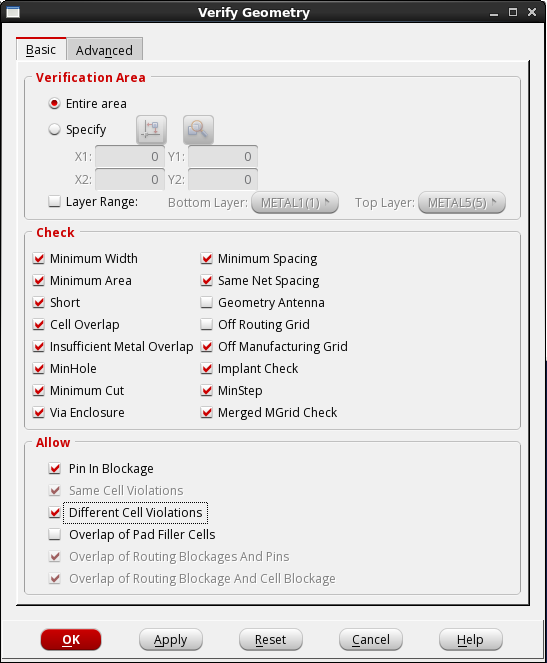 Verify Geometry
Basic Advanced
Verification Area
Entire area
Specify
X1: 0 Y1: 0
X2: 0 Y2: 0
Layer Range: Bottom Layer: METAL1(1) Top Layer: METAL5(5)
Check
Minimum Width Minimum Spacing
Minimum Area Same Net Spacing
Short Geometry Antenna
Cell Overlap Off Routing Grid
Insufficient Metal Overlap Off Manufacturing Grid
MinHole Implant Check
Minimum Cut MinStep
Via Enclosure Merged MGrid Check
Allow
Pin In Blockage
Same Cell Violations
Different Cell Violations
Overlap of Pad Filler Cells
Overlap of Routing Blockages And Pins
Overlap of Routing Blockage And Cell Blockage
OK Apply Reset Cancel Help